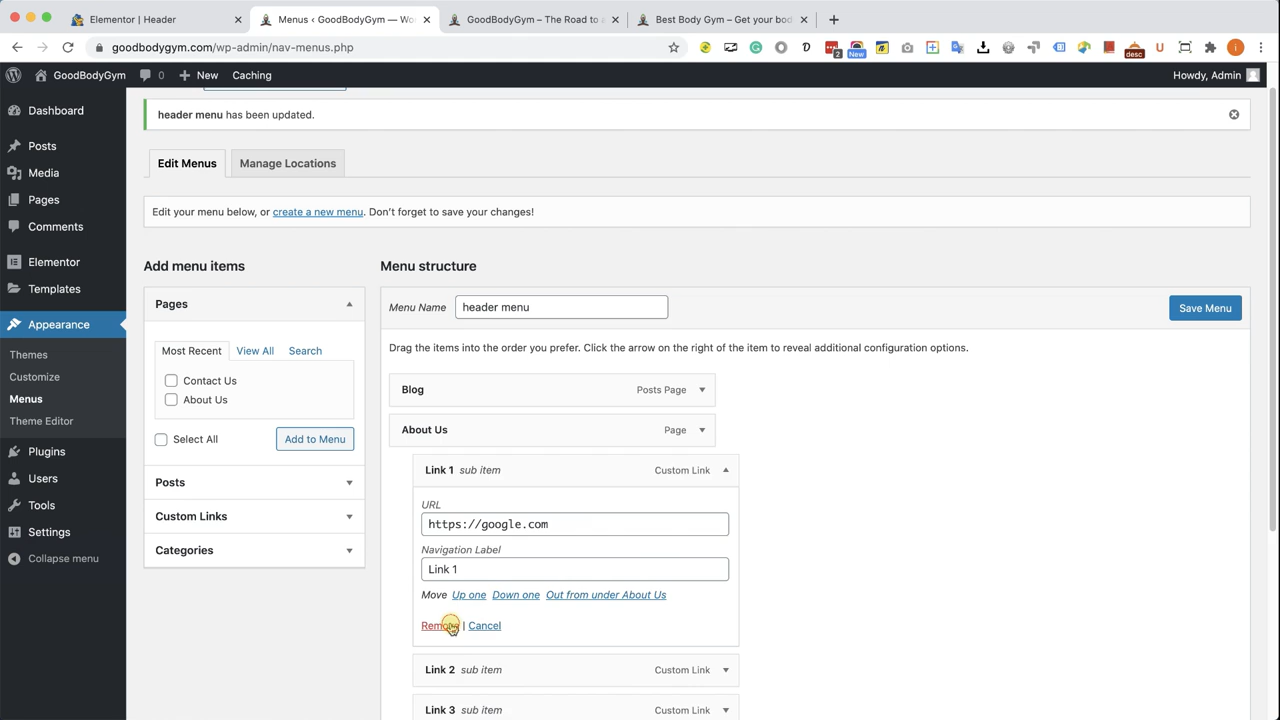 Elementor | Header
Menus ‹ GoodBodyGym — Wo
GoodBodyGym – The Road to a
Best Body Gym – Get your bod
goodbodygym.com/wp-admin/nav-menus.php
2
New
desc
GoodBodyGym
0
New
Caching
Howdy, Admin
Dashboard
Posts
Media
Pages
Comments
Elementor
Templates
Appearance
Themes
Customize
Menus
Theme Editor
Plugins
Users
Tools
Settings
Collapse menu
header menu has been updated.
Edit Menus
Manage Locations
Edit your menu below, or create a new menu. Don’t forget to save your changes!
Add menu items
Pages
Most Recent
View All
Search
Contact Us
About Us
Select All
Add to Menu
Posts
Custom Links
Categories
Menu structure
Menu Name
header menu
Save Menu
Drag the items into the order you prefer. Click the arrow on the right of the item to reveal additional configuration options.
Blog
Posts Page
About Us
Page
Link 1 sub item
Custom Link
URL
https://google.com
Navigation Label
Link 1
Move Up one Down one Out from under About Us
Remove | Cancel
Link 2 sub item
Custom Link
Link 3 sub item
Custom Link